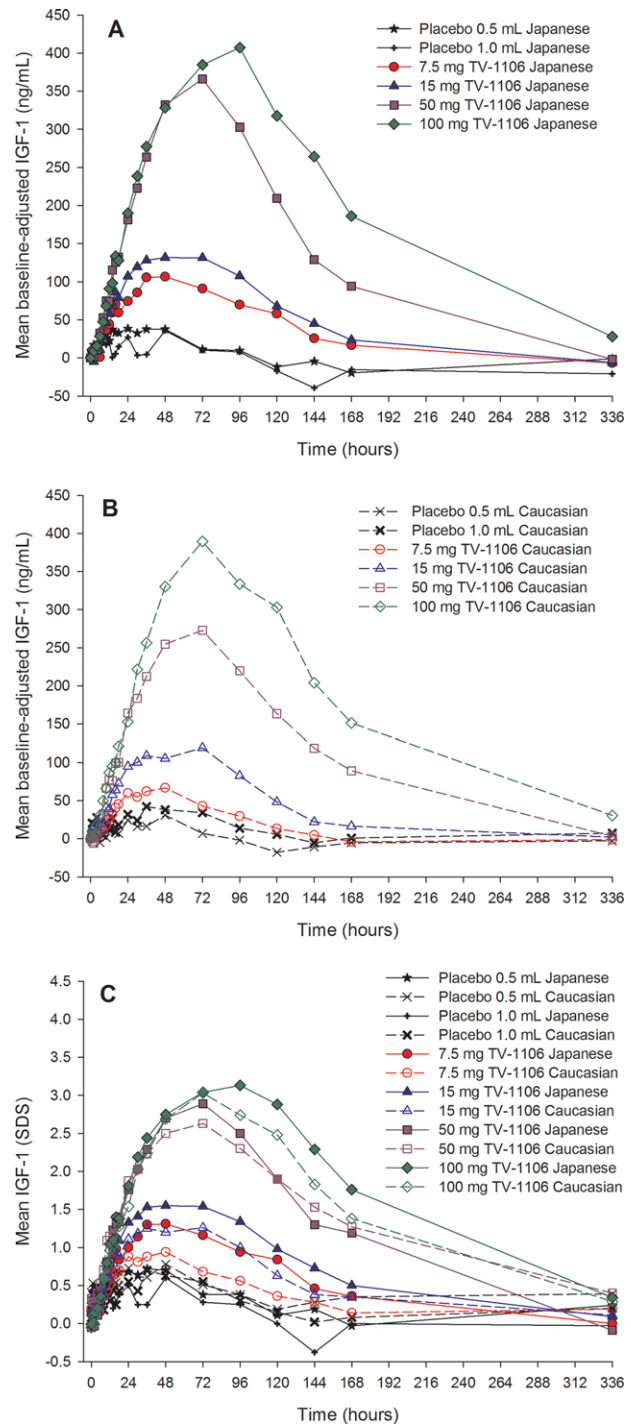 A
Placebo 0.5 mL Japanese
Placebo 1.0 mL Japanese
7.5 mg TV-1106 Japanese
15 mg TV-1106 Japanese
50 mg TV-1106 Japanese
100 mg TV-1106 Japanese
Mean baseline-adjusted IGF-1 (ng/mL)
450
400
350
300
250
200
150
100
50
0
-50
0 24 48 72 96 120 144 168 192 216 240 264 288 312 336
Time (hours)
B
Placebo 0.5 mL Caucasian
Placebo 1.0 mL Caucasian
7.5 mg TV-1106 Caucasian
15 mg TV-1106 Caucasian
50 mg TV-1106 Caucasian
100 mg TV-1106 Caucasian
Mean baseline-adjusted IGF-1 (ng/mL)
450
400
350
300
250
200
150
100
50
0
-50
0 24 48 72 96 120 144 168 192 216 240 264 288 312 336
Time (hours)
C
Placebo 0.5 mL Japanese
Placebo 0.5 mL Caucasian
Placebo 1.0 mL Japanese
Placebo 1.0 mL Caucasian
7.5 mg TV-1106 Japanese
7.5 mg TV-1106 Caucasian
15 mg TV-1106 Japanese
15 mg TV-1106 Caucasian
50 mg TV-1106 Japanese
50 mg TV-1106 Caucasian
100 mg TV-1106 Japanese
100 mg TV-1106 Caucasian
Mean IGF-1 (SDS)
4.5
4.0
3.5
3.0
2.5
2.0
1.5
1.0
0.5
0.0
-0.5
0 24 48 72 96 120 144 168 192 216 240 264 288 312 336
Time (hours)